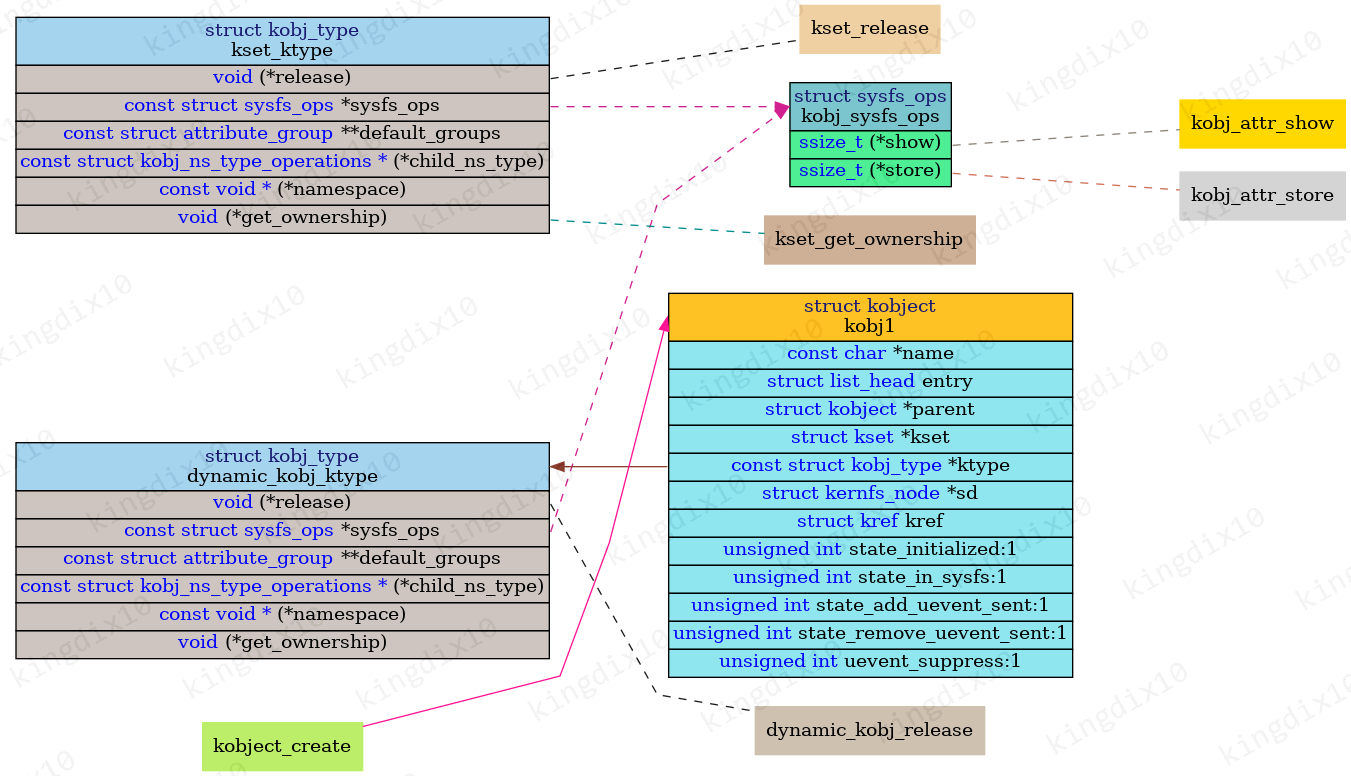 struct kobj_type
kset_ktype
void (*release)
const struct sysfs_ops *sysfs_ops
const struct attribute_group **default_groups
const struct kobj_ns_type_operations * (*child_ns_type)
const void * (*namespace)
void (*get_ownership)
kset_release
struct sysfs_ops
kobj_sysfs_ops
ssize_t (*show)
ssize_t (*store)
kobj_attr_show
kobj_attr_store
kset_get_ownership
struct kobject
kobj1
const char *name
struct list_head entry
struct kobject *parent
struct kset *kset
const struct kobj_type *ktype
struct kernfs_node *sd
struct kref kref
unsigned int state_initialized:1
unsigned int state_in_sysfs:1
unsigned int state_add_uevent_sent:1
unsigned int state_remove_uevent_sent:1
unsigned int uevent_suppress:1
struct kobj_type
dynamic_kobj_ktype
void (*release)
const struct sysfs_ops *sysfs_ops
const struct attribute_group **default_groups
const struct kobj_ns_type_operations * (*child_ns_type)
const void * (*namespace)
void (*get_ownership)
dynamic_kobj_release
kobject_create
kingdix10